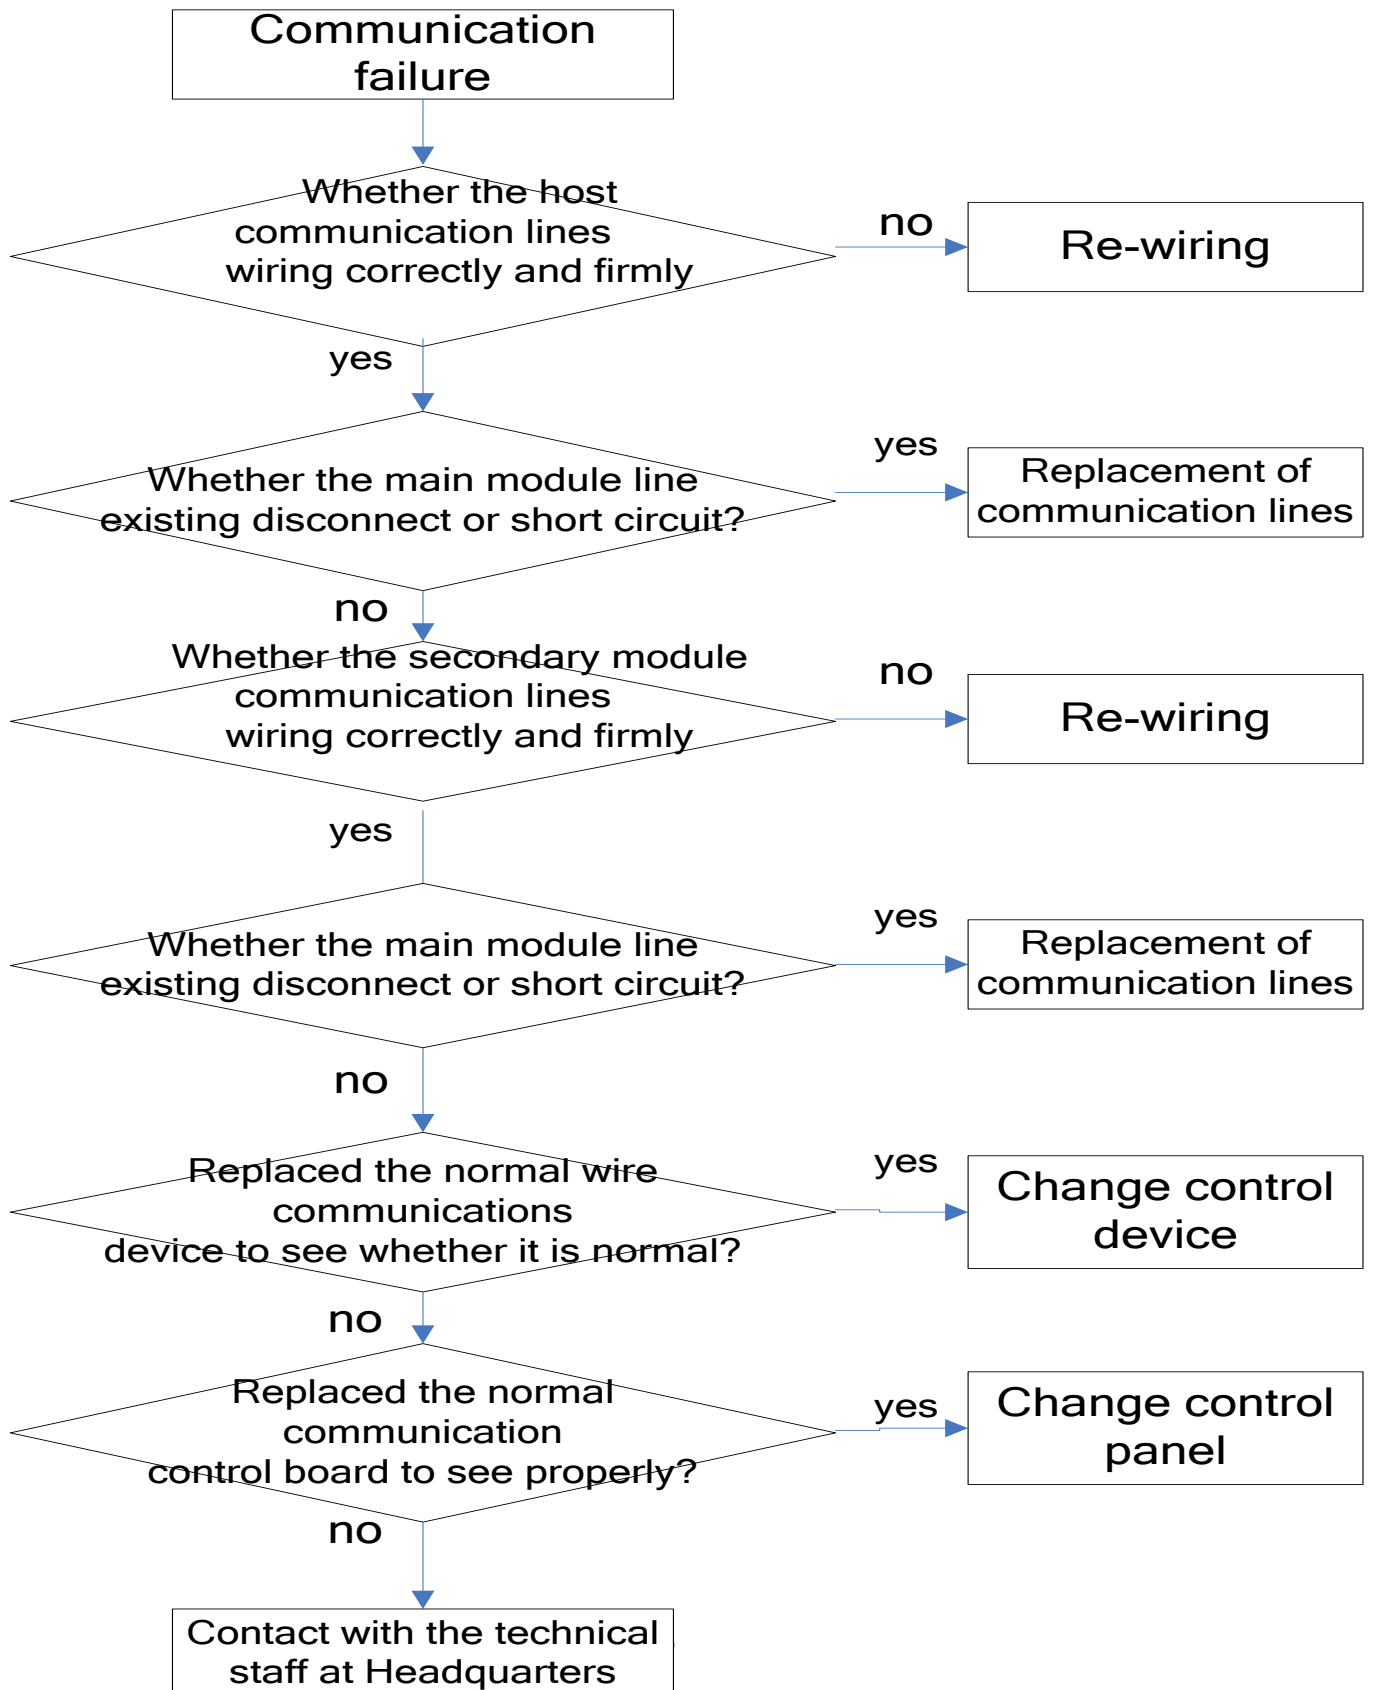 Communication
failure
Whether the host
communication lines
wiring correctly and firmly
no
Re-wiring
yes
Whether the main module line
existing disconnect or short circuit?
yes
Replacement of
communication lines
no
Whether the secondary module
communication lines
wiring correctly and firmly
no
Re-wiring
yes
Whether the main module line
existing disconnect or short circuit?
yes
Replacement of
communication lines
no
Replaced the normal wire
communications
device to see whether it is normal?
yes
Change control
device
no
Replaced the normal
communication
control board to see properly?
yes
Change control
panel
no
Contact with the technical
staff at Headquarters